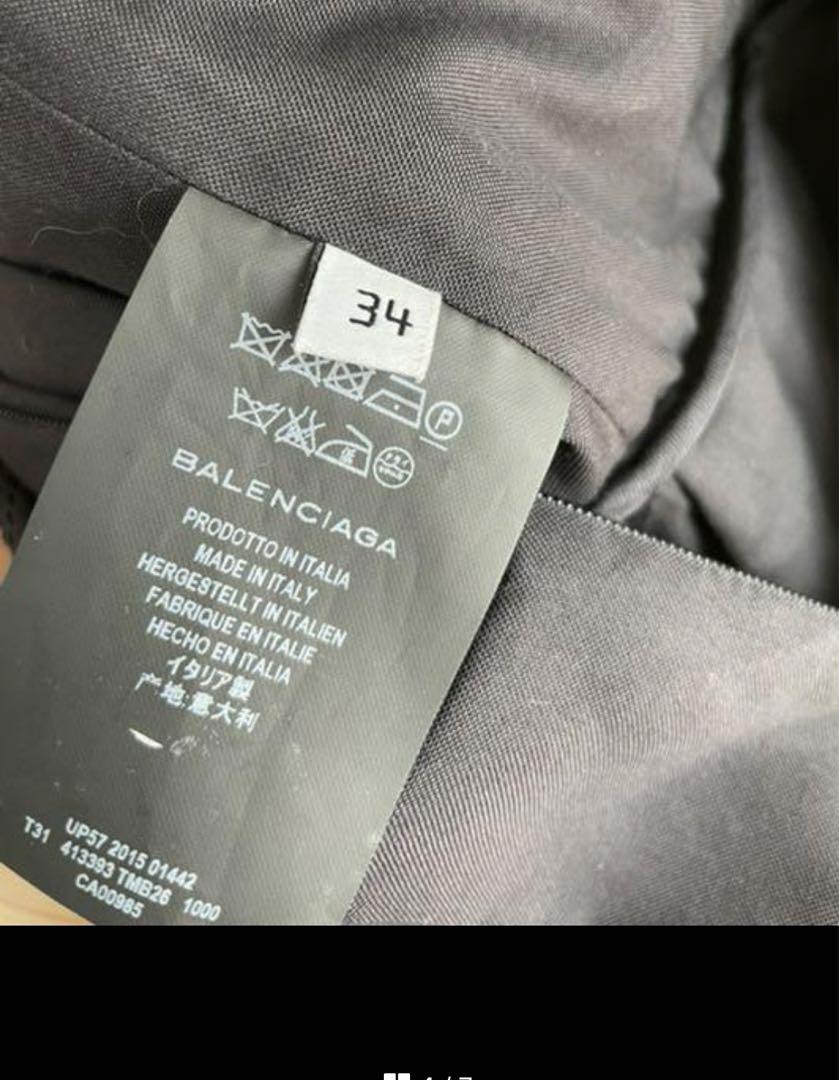 34
P
BALENCIAGA
PRODOTTO IN ITALIA
MADE IN ITALY
HERGESTELLT IN ITALIEN
FABRIQUE EN ITALIE
HECHO EN ITALIA
イタリア製
产地:意大利
UP57 2015 01442
T31 413393 TMB26 1000
CA00985